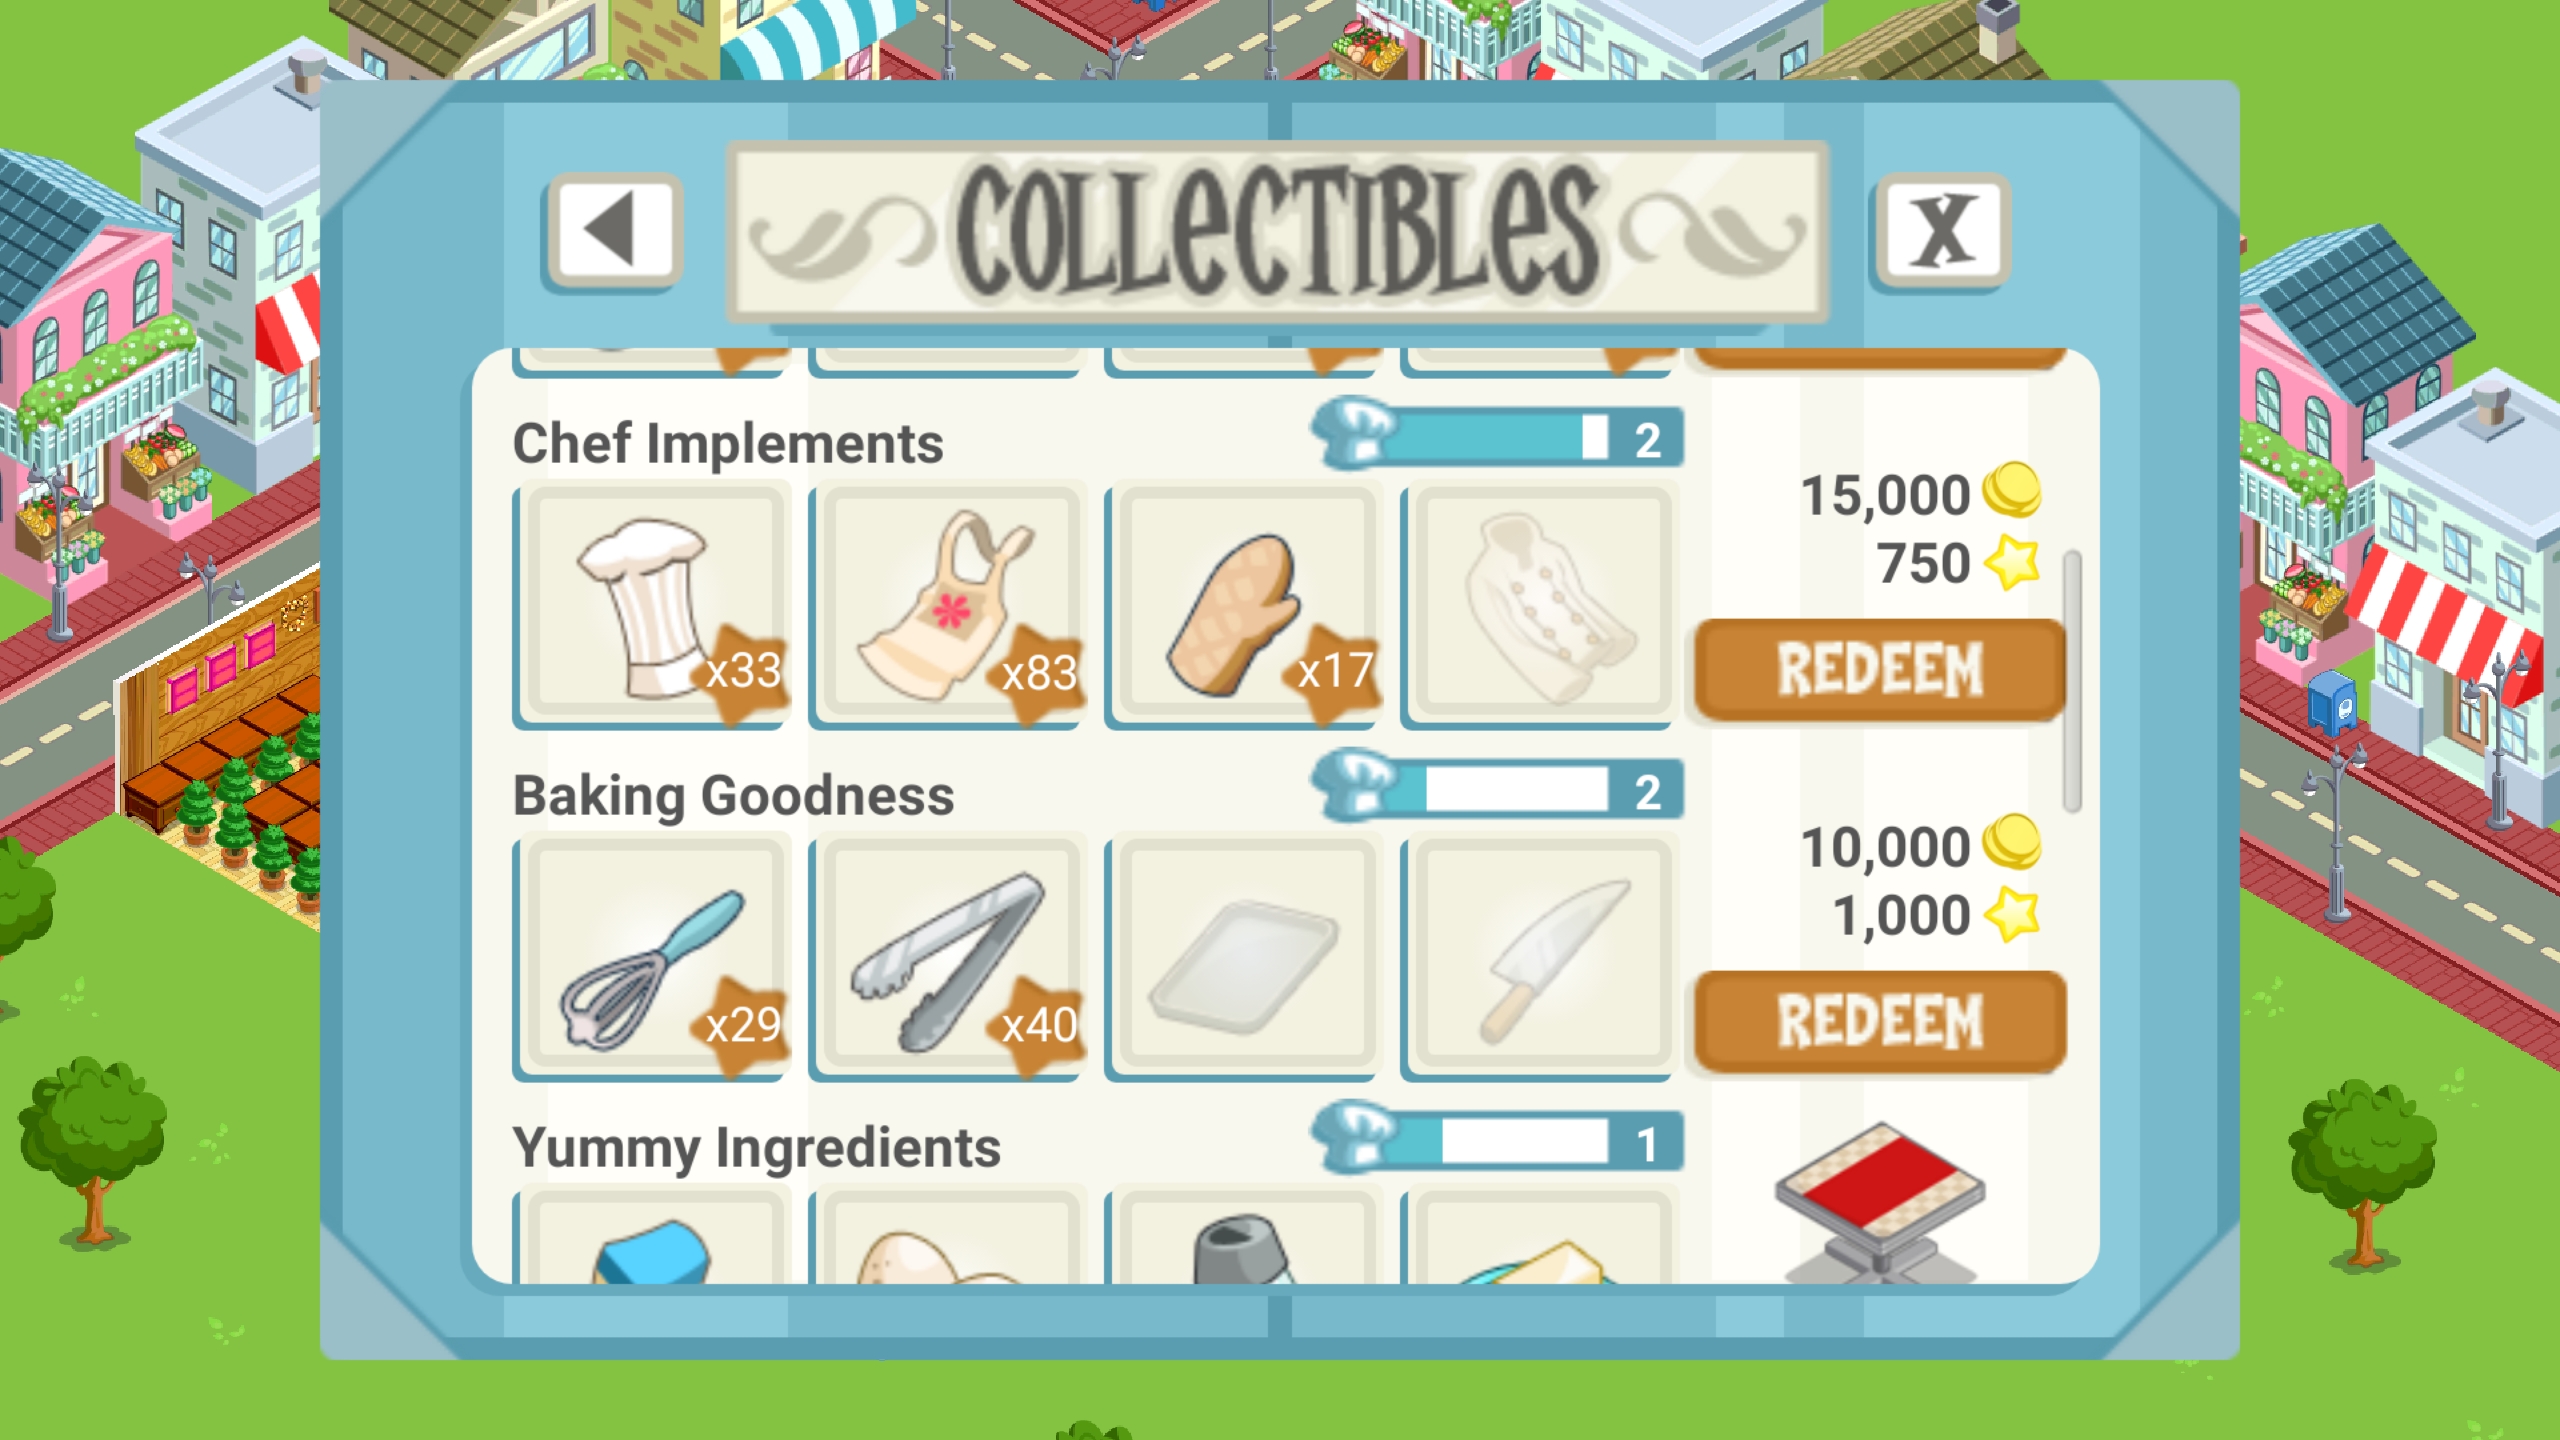 COLLECTIBLES
X
Chef Implements
2
15,000
750
x33
x83
x17
REDEEM
Baking Goodness
2
10,000
1,000
x29
x40
REDEEM
Yummy Ingredients
1